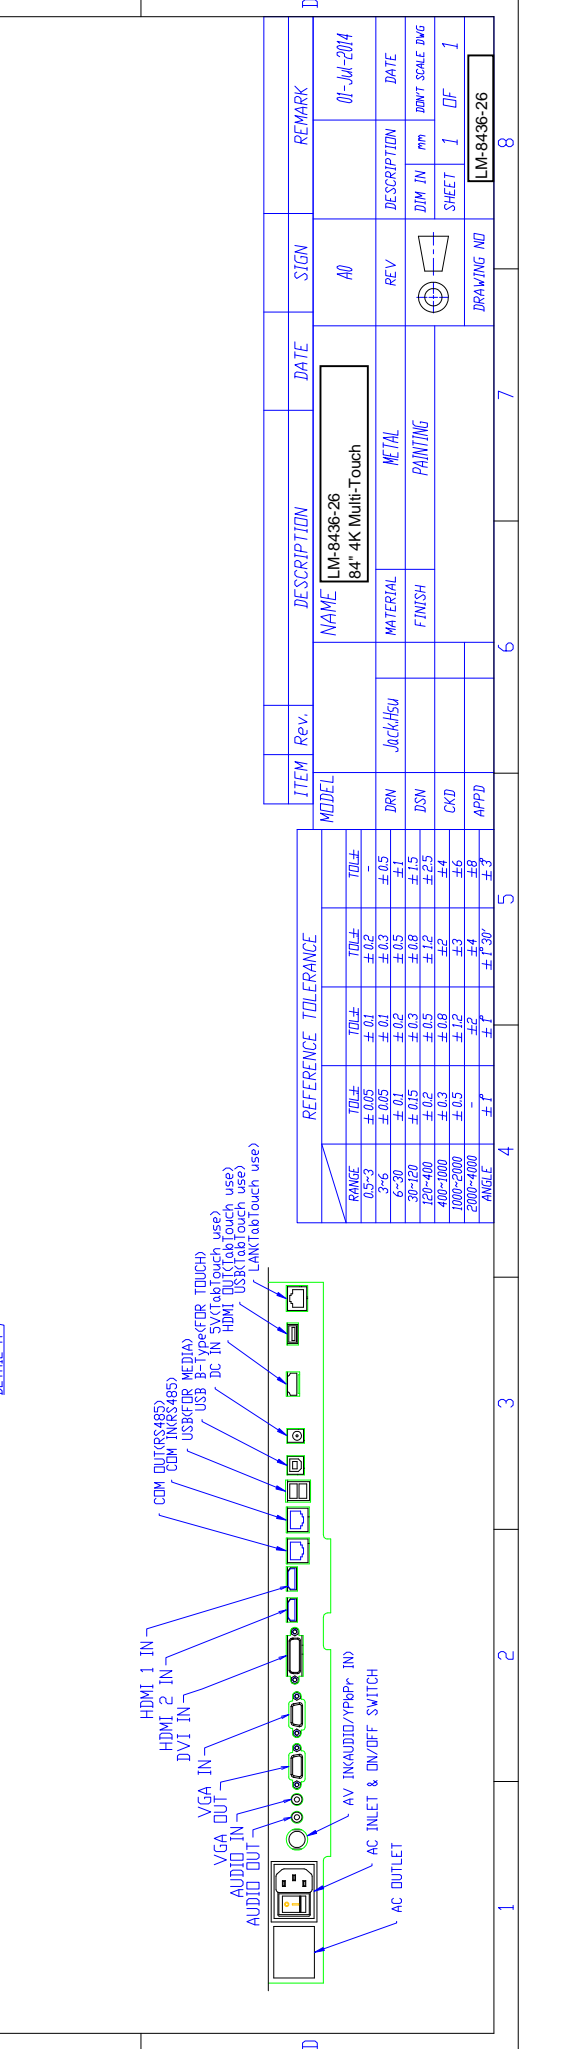 D
COM OUT(RS485)
COM IN(RS485)
USB(FOR MEDIA)
USB B-Type(FOR TOUCH)
DC IN 5V(TabTouch use)
HDMI OUT(TabTouch use)
USB(TabTouch use)
LAN(TabTouch use)
HDMI 1 IN
HDMI 2 IN
DVI IN
VGA IN
VGA OUT
AUDIO IN
AUDIO OUT
AV IN(AUDIO/YPbPr IN)
AC INLET & ON/OFF SWITCH
AC OUTLET
REFERENCE TOLERANCE
RANGE TOL± TOL± TOL± TOL±
0.5~3 ±0.05 ±0.1 ±0.2 -
3~6 ±0.05 ±0.1 ±0.3 ±0.5
6~30 ±0.1 ±0.2 ±0.5 ±1
30~120 ±0.15 ±0.3 ±0.8 ±1.5
120~400 ±0.2 ±0.5 ±1.2 ±2.5
400~1000 ±0.3 ±0.8 ±2 ±4
1000~2000 ±0.5 ±1.2 ±3 ±6
2000~4000 - ±2 ±4 ±8
ANGLE ±1° ±1° ±1°30' ±3°
ITEM Rev. DESCRIPTION DATE SIGN REMARK
MODEL
NAME
LM-8436-26
84" 4K Multi-Touch
A0 01-Jul-2014
DRN Jack.Hsu MATERIAL METAL REV DESCRIPTION DATE
DSN FINISH PAINTING DIM IN mm DON'T SCALE DWG
CKD SHEET 1 OF 1
APPD DRAWING NO LM-8436-26
1 2 3 4 5 6 7 8
D